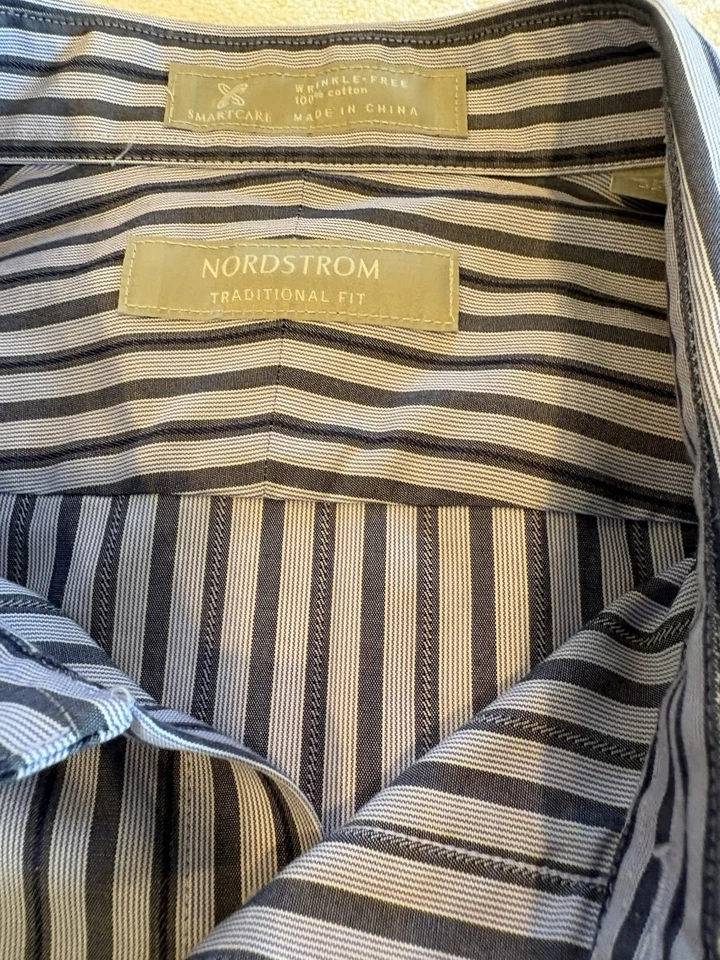 WRINKLE-FREE
100% cotton
SMARTCARE MADE IN CHINA
NORDSTROM
TRADITIONAL FIT